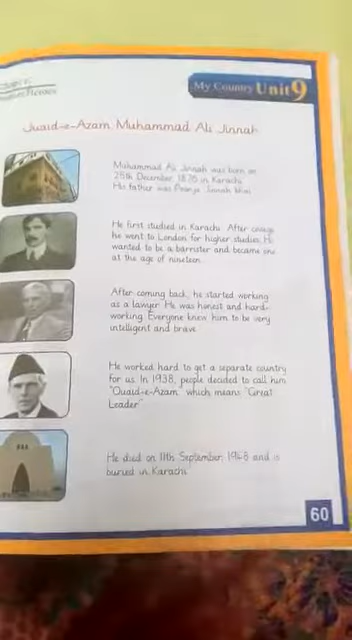 My Country Unit 9
Quaid-e-Azam Muhammad Ali Jinnah
Muhammad Ali Jinnah was born on
25th December, 1876 in Karachi.
His father was Poonja Jinnah
He first studied in Karachi. After
he went to London for higher studies. He
wanted to be a barrister and became one
at the age of nineteen.
After coming back, he started working
as a lawyer. He was honest and hard-
working. Everyone knew him to be very
intelligent and brave.
He worked hard to get a separate country
for us. In 1938, people decided to call him
"Quaid-e-Azam" which means "Great
Leader"
He died on 11th September, 1948 and is
buried in Karachi.
60